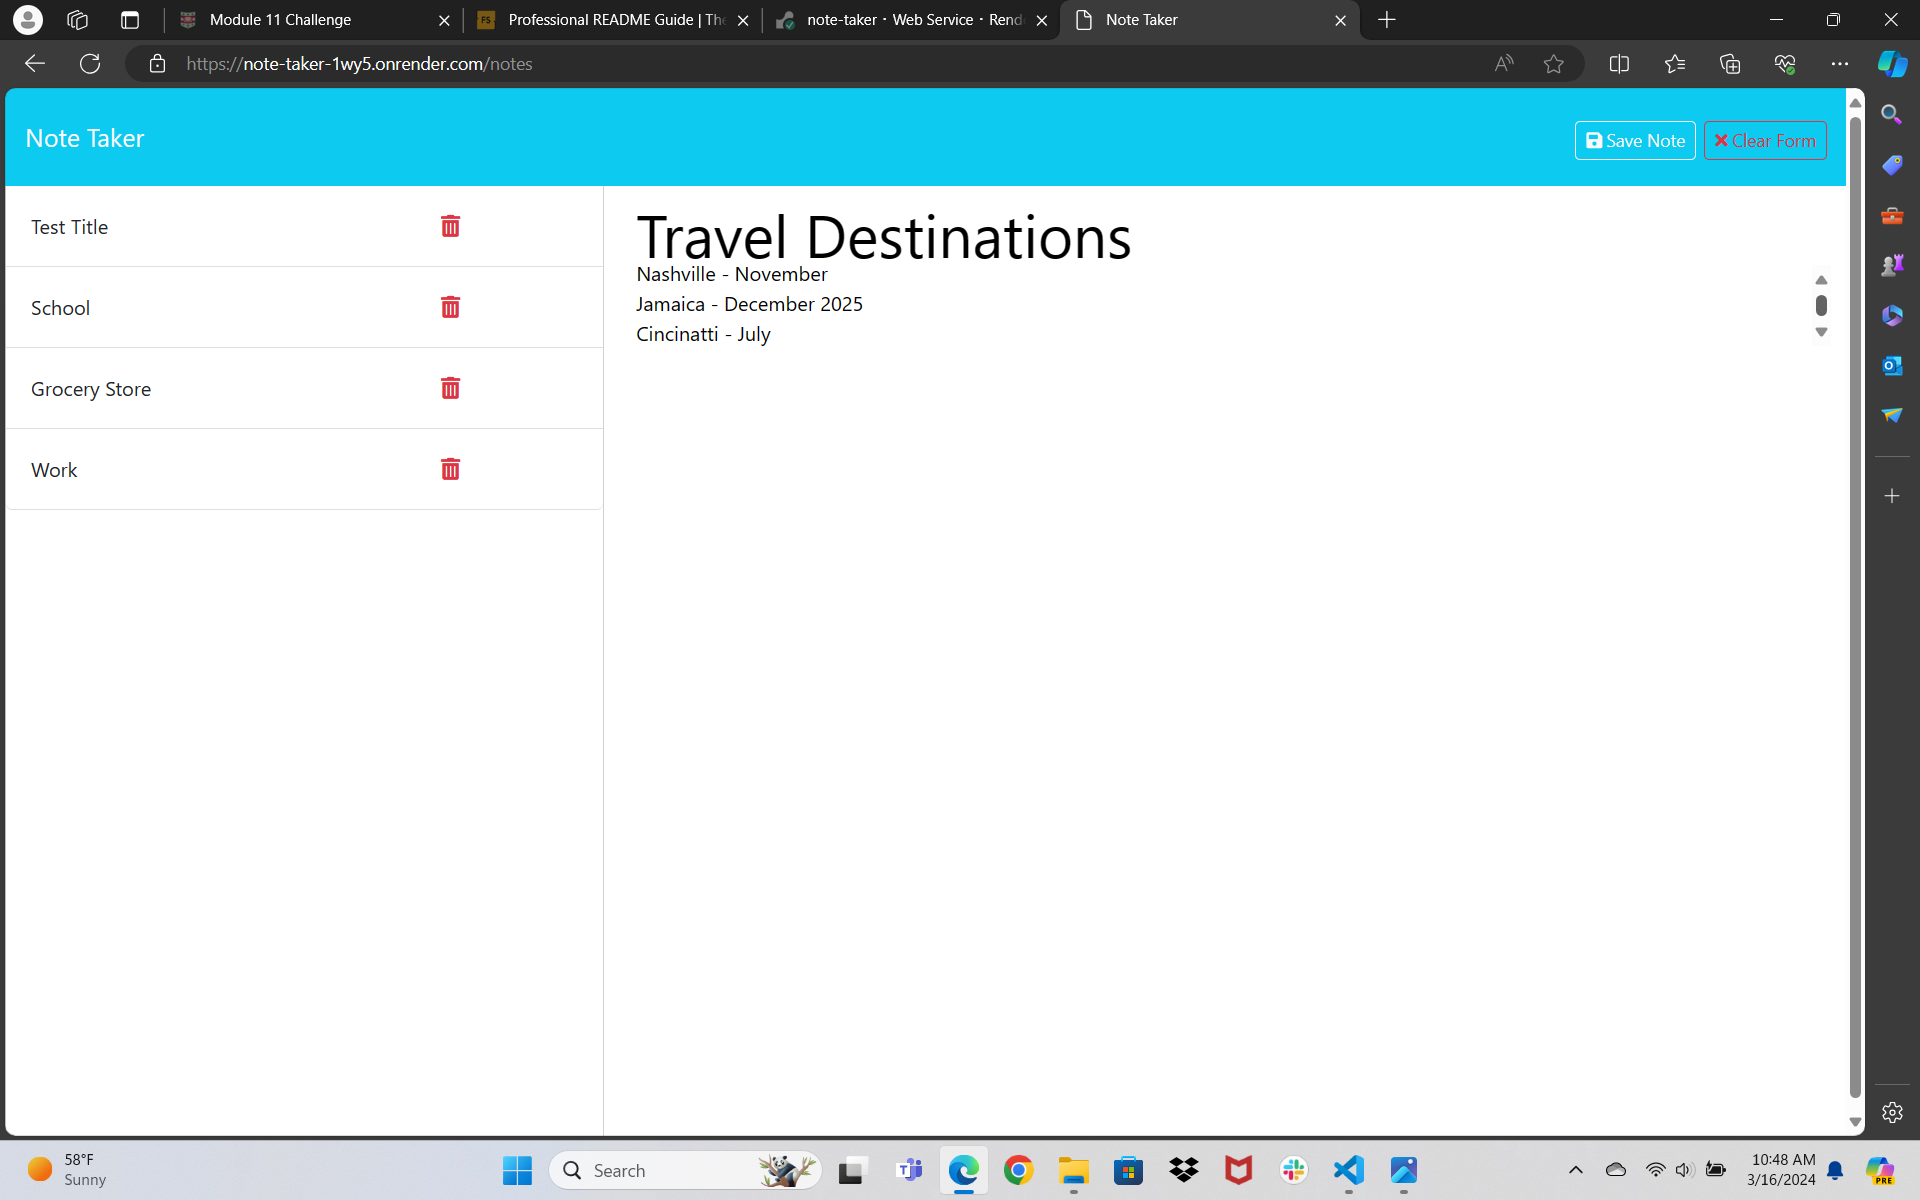 Module 11 Challenge
Professional README Guide | The
note-taker · Web Service · Rend
Note Taker
https://note-taker-1wy5.onrender.com/notes
Note Taker
Save Note
Clear Form
Test Title
School
Grocery Store
Work
Travel Destinations
Nashville - November
Jamaica - December 2025
Cincinatti - July
58°F
Sunny
Search
10:48 AM
3/16/2024
PRE